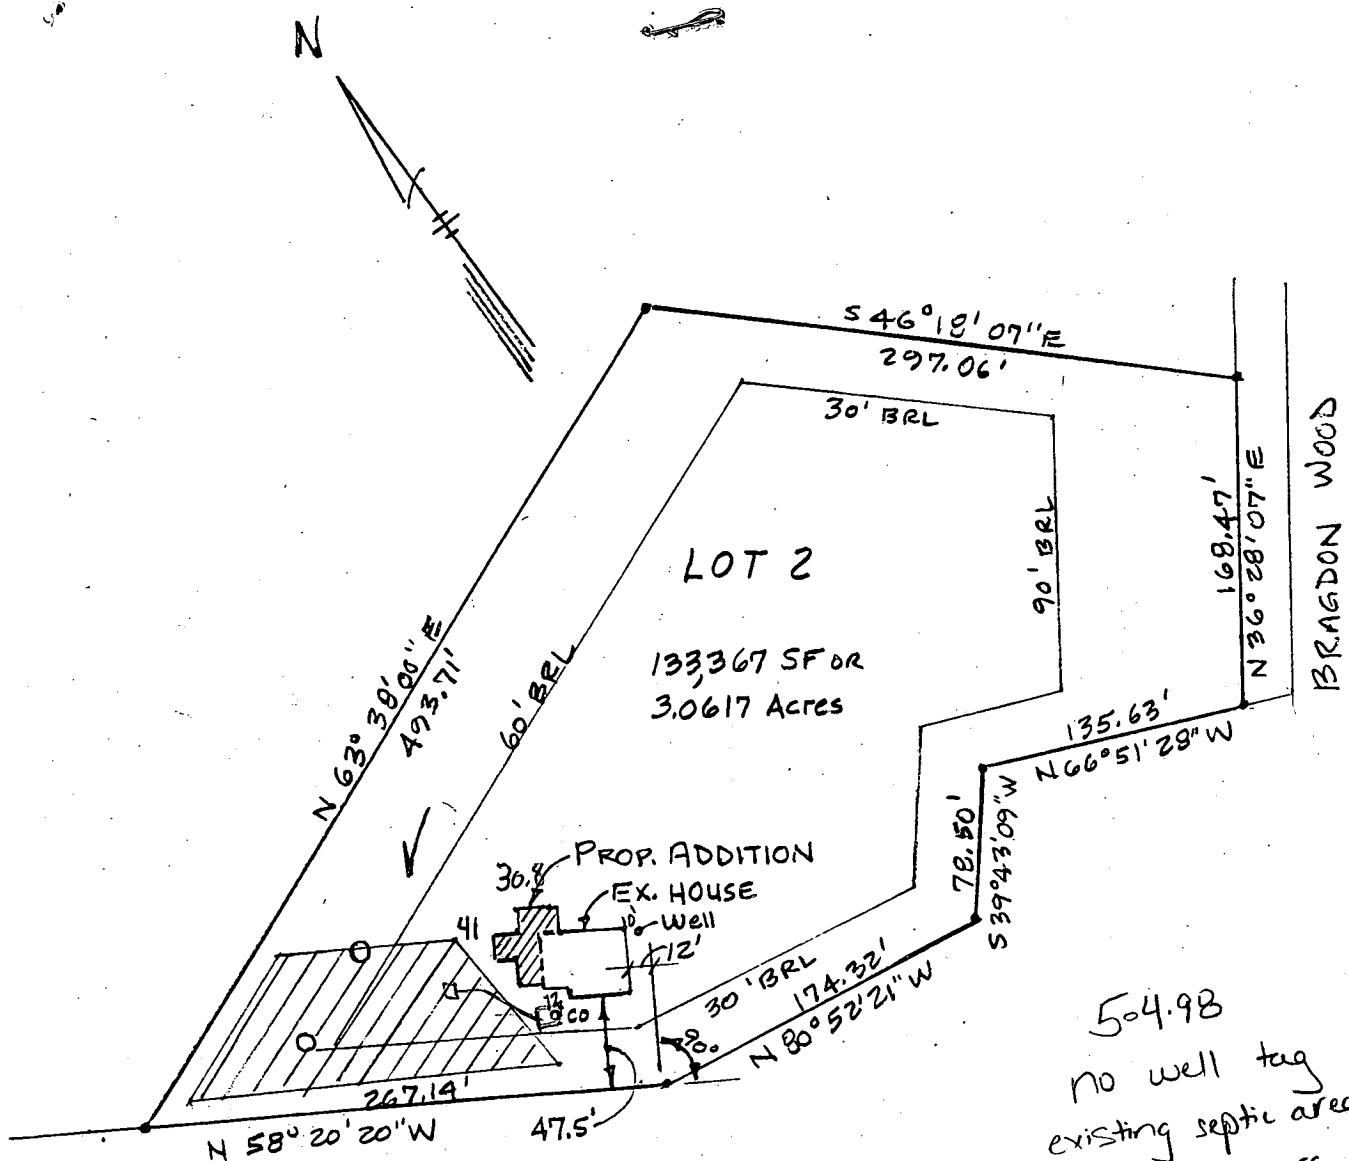 N
S 46° 18' 07" E
297.06'
30' BRL
BRAGDON WOOD
168.47'
N 36° 28' 07" E
90' BRL
LOT 2
133,367 SF OR
3.0617 Acres
N 63° 38' 00" E
493.71'
60' BRL
135.63'
N 66° 51' 28" W
78.50'
S 39° 43' 09" W
PROP. ADDITION
30.8
EX. HOUSE
Well
10'
12'
41
12
CO
30' BRL
174.32'
N 80° 52' 21" W
90°
267.14'
N 58° 20' 20" W
47.5'
5.04.98
no well tag
existing septic area